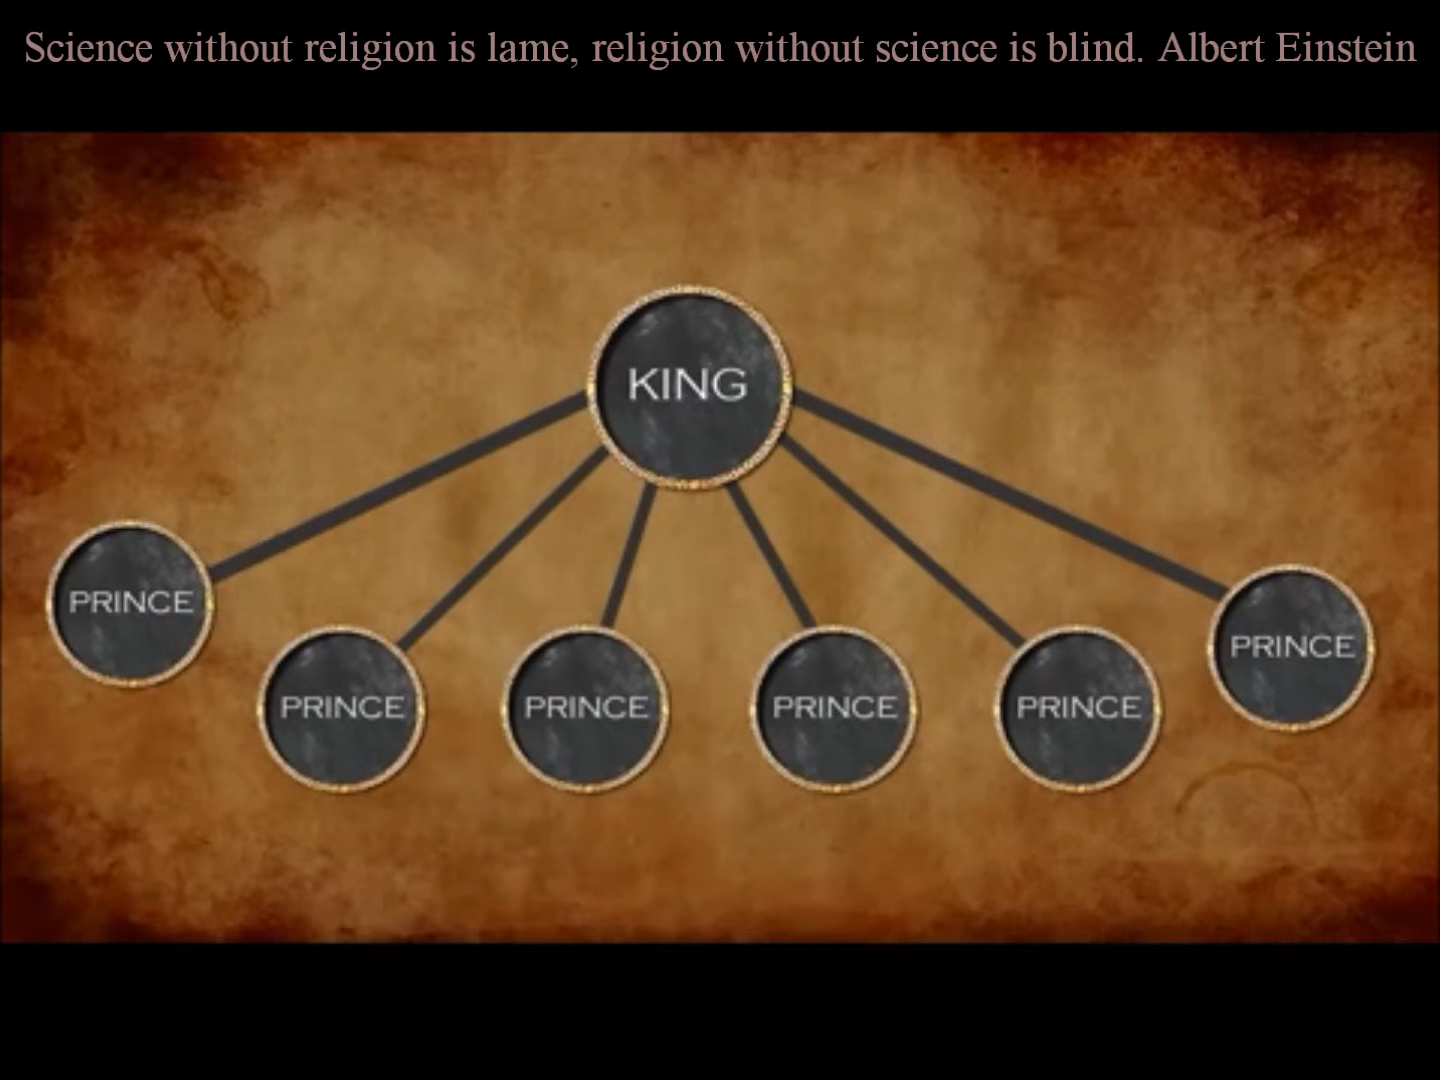 Science without religion is lame, religion without science is blind. Albert Einstein
KING
PRINCE
PRINCE
PRINCE
PRINCE
PRINCE
PRINCE